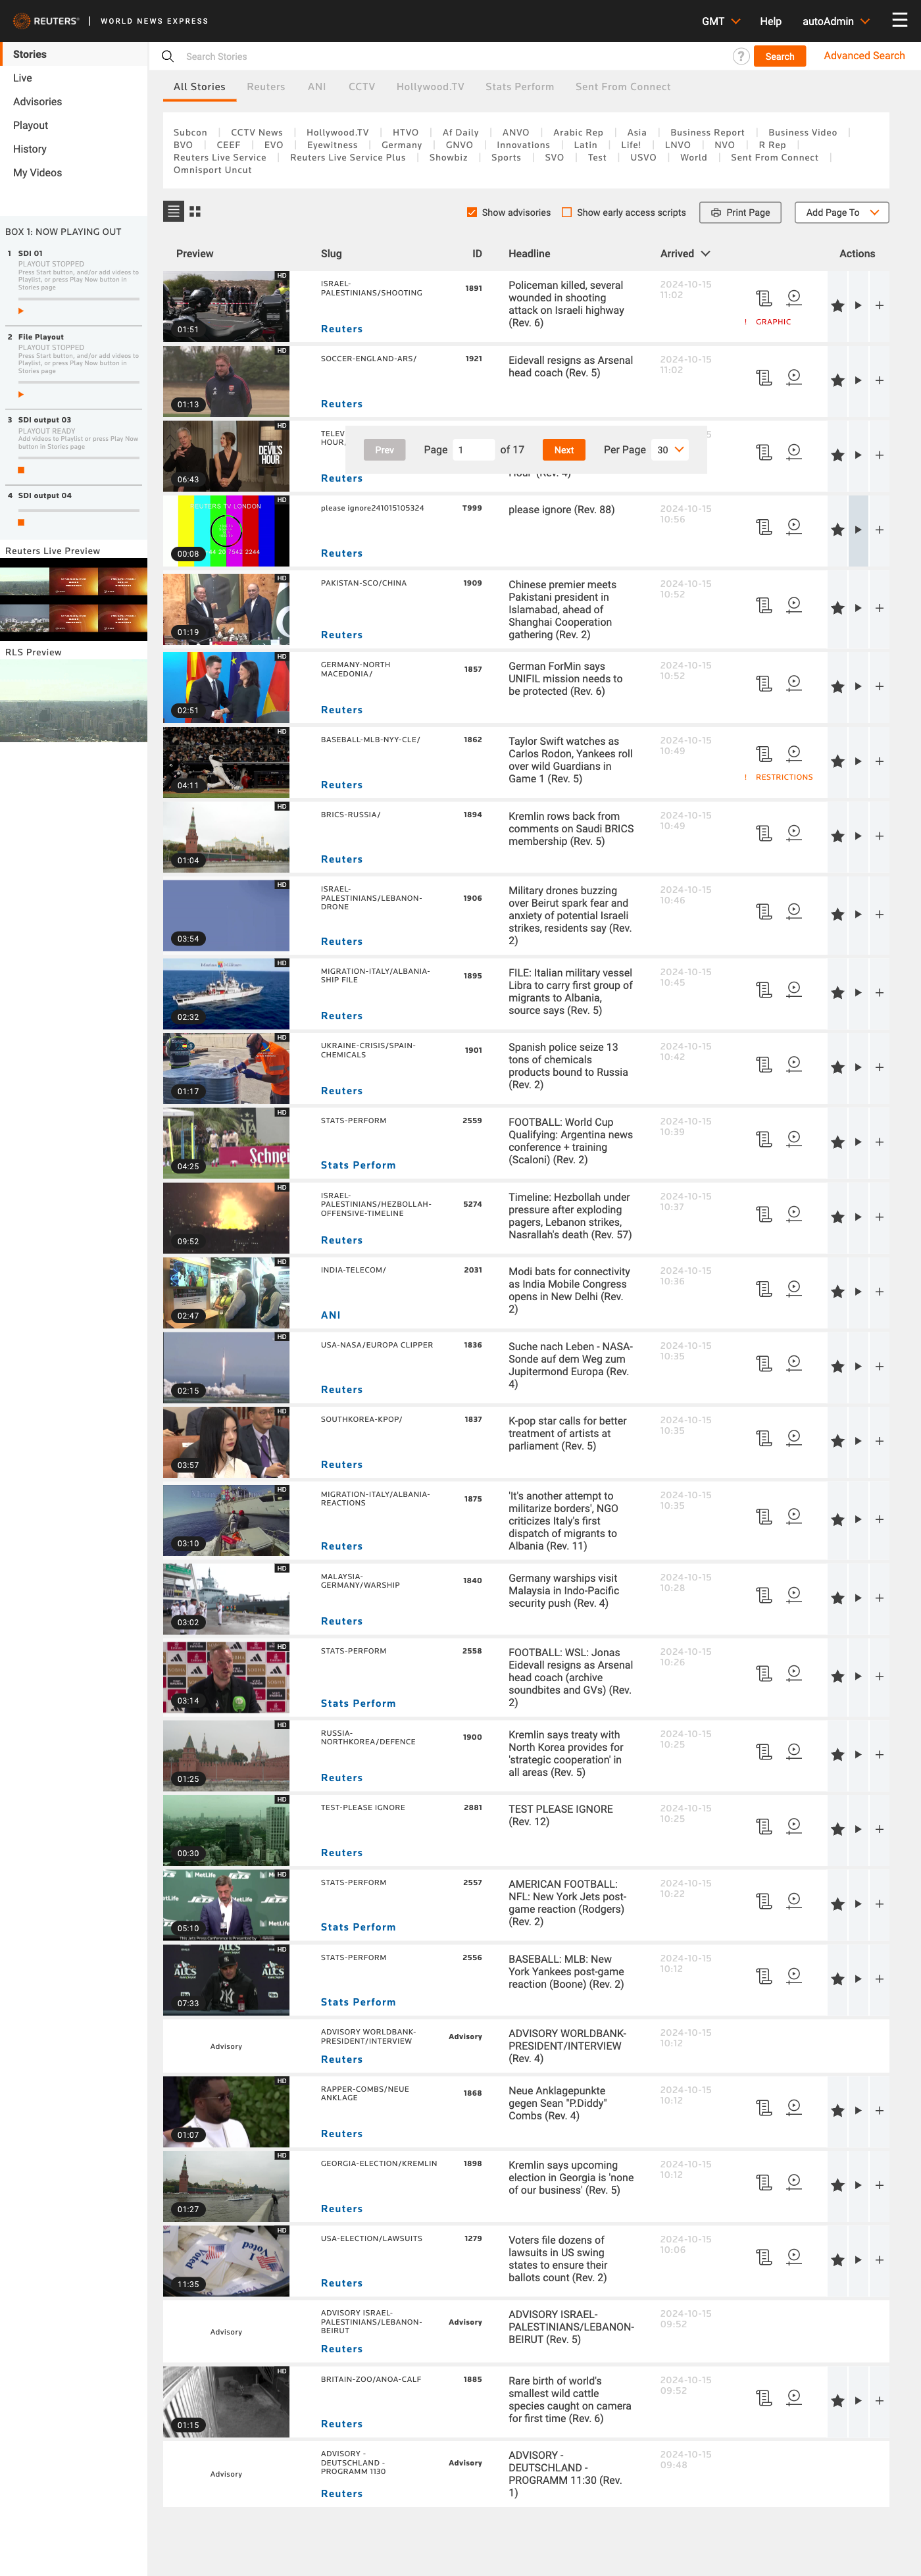 REUTERS | WORLD NEWS EXPRESS
GMT
Help
autoAdmin
Stories
Live
Advisories
Playout
History
My Videos
BOX 1: NOW PLAYING OUT
1 SDI 01
PLAYOUT STOPPED
Press Start button, and/or add videos to
Playlist, or press Play Now button in
Stories page
2 File Playout
PLAYOUT STOPPED
Press Start button, and/or add videos to
Playlist, or press Play Now button in
Stories page
3 SDI output 03
PLAYOUT READY
Add videos to Playlist or press Play Now
button in Stories page
4 SDI output 04
Reuters Live Preview
RLS Preview
Search Stories
?
Search
Advanced Search
All Stories Reuters ANI CCTV Hollywood.TV Stats Perform Sent From Connect
Subcon | CCTV News | Hollywood.TV | HTVO | Af Daily | ANVO | Arabic Rep | Asia | Business Report | Business Video |
BVO | CEEF | EVO | Eyewitness | Germany | GNVO | Innovations | Latin | Life! | LNVO | NVO | R Rep |
Reuters Live Service | Reuters Live Service Plus | Showbiz | Sports | SVO | Test | USVO | World | Sent From Connect |
Omnisport Uncut
Show advisories Show early access scripts Print Page Add Page To
Preview Slug ID Headline Arrived Actions
HD
01:51
ISRAEL-
PALESTINIANS/SHOOTING
Reuters
1891
Policeman killed, several
wounded in shooting
attack on Israeli highway
(Rev. 6)
2024-10-15
11:02
! GRAPHIC
HD
01:13
SOCCER-ENGLAND-ARS/
Reuters
1921
Eidevall resigns as Arsenal
head coach (Rev. 5)
2024-10-15
11:02
HD
THE
DEVIL'S
HOUR
06:43
TELEV
HOUR,
Reuters
Hour" (Rev. 4)
5
Prev Page 1 of 17 Next Per Page 30
HD
REUTERS TV LONDON
44 20 7542 2244
00:08
please ignore241015105324
Reuters
T999
please ignore (Rev. 88)
2024-10-15
10:56
HD
01:19
PAKISTAN-SCO/CHINA
Reuters
1909
Chinese premier meets
Pakistani president in
Islamabad, ahead of
Shanghai Cooperation
gathering (Rev. 2)
2024-10-15
10:52
HD
02:51
GERMANY-NORTH
MACEDONIA/
Reuters
1857
German ForMin says
UNIFIL mission needs to
be protected (Rev. 6)
2024-10-15
10:52
HD
04:11
BASEBALL-MLB-NYY-CLE/
Reuters
1862
Taylor Swift watches as
Carlos Rodon, Yankees roll
over wild Guardians in
Game 1 (Rev. 5)
2024-10-15
10:49
! RESTRICTIONS
HD
01:04
BRICS-RUSSIA/
Reuters
1894
Kremlin rows back from
comments on Saudi BRICS
membership (Rev. 5)
2024-10-15
10:49
HD
03:54
ISRAEL-
PALESTINIANS/LEBANON-
DRONE
Reuters
1906
Military drones buzzing
over Beirut spark fear and
anxiety of potential Israeli
strikes, residents say (Rev.
2)
2024-10-15
10:46
HD
02:32
MIGRATION-ITALY/ALBANIA-
SHIP FILE
Reuters
1895
FILE: Italian military vessel
Libra to carry first group of
migrants to Albania,
source says (Rev. 5)
2024-10-15
10:45
HD
01:17
UKRAINE-CRISIS/SPAIN-
CHEMICALS
Reuters
1901
Spanish police seize 13
tons of chemicals
products bound to Russia
(Rev. 2)
2024-10-15
10:42
HD
AFA
Schnei
04:25
STATS-PERFORM
Stats Perform
2559
FOOTBALL: World Cup
Qualifying: Argentina news
conference + training
(Scaloni) (Rev. 2)
2024-10-15
10:39
HD
09:52
ISRAEL-
PALESTINIANS/HEZBOLLAH-
OFFENSIVE-TIMELINE
Reuters
5274
Timeline: Hezbollah under
pressure after exploding
pagers, Lebanon strikes,
Nasrallah's death (Rev. 57)
2024-10-15
10:37
HD
02:47
INDIA-TELECOM/
ANI
2031
Modi bats for connectivity
as India Mobile Congress
opens in New Delhi (Rev.
2)
2024-10-15
10:36
HD
02:15
USA-NASA/EUROPA CLIPPER
Reuters
1836
Suche nach Leben - NASA-
Sonde auf dem Weg zum
Jupitermond Europa (Rev.
4)
2024-10-15
10:35
HD
03:57
SOUTHKOREA-KPOP/
Reuters
1837
K-pop star calls for better
treatment of artists at
parliament (Rev. 5)
2024-10-15
10:35
HD
03:10
MIGRATION-ITALY/ALBANIA-
REACTIONS
Reuters
1875
'It's another attempt to
militarize borders', NGO
criticizes Italy's first
dispatch of migrants to
Albania (Rev. 11)
2024-10-15
10:35
HD
03:02
MALAYSIA-
GERMANY/WARSHIP
Reuters
1840
Germany warships visit
Malaysia in Indo-Pacific
security push (Rev. 4)
2024-10-15
10:28
HD
03:14
STATS-PERFORM
Stats Perform
2558
FOOTBALL: WSL: Jonas
Eidevall resigns as Arsenal
head coach (archive
soundbites and GVs) (Rev.
2)
2024-10-15
10:26
HD
01:25
RUSSIA-
NORTHKOREA/DEFENCE
Reuters
1900
Kremlin says treaty with
North Korea provides for
'strategic cooperation' in
all areas (Rev. 5)
2024-10-15
10:25
HD
00:30
TEST-PLEASE IGNORE
Reuters
2881
TEST PLEASE IGNORE
(Rev. 12)
2024-10-15
10:25
HD
MetLife
JETS
05:10
STATS-PERFORM
Stats Perform
2557
AMERICAN FOOTBALL:
NFL: New York Jets post-
game reaction (Rodgers)
(Rev. 2)
2024-10-15
10:22
HD
ALCS
07:33
STATS-PERFORM
Stats Perform
2556
BASEBALL: MLB: New
York Yankees post-game
reaction (Boone) (Rev. 2)
2024-10-15
10:12
Advisory
ADVISORY WORLDBANK-
PRESIDENT/INTERVIEW
Reuters
Advisory
ADVISORY WORLDBANK-
PRESIDENT/INTERVIEW
(Rev. 4)
2024-10-15
10:12
HD
01:07
RAPPER-COMBS/NEUE
ANKLAGE
Reuters
1868
Neue Anklagepunkte
gegen Sean "P.Diddy"
Combs (Rev. 4)
2024-10-15
10:12
HD
01:27
GEORGIA-ELECTION/KREMLIN
Reuters
1898
Kremlin says upcoming
election in Georgia is 'none
of our business' (Rev. 5)
2024-10-15
10:12
HD
I Voted
11:35
USA-ELECTION/LAWSUITS
Reuters
1279
Voters file dozens of
lawsuits in US swing
states to ensure their
ballots count (Rev. 2)
2024-10-15
10:06
Advisory
ADVISORY ISRAEL-
PALESTINIANS/LEBANON-
BEIRUT
Reuters
Advisory
ADVISORY ISRAEL-
PALESTINIANS/LEBANON-
BEIRUT (Rev. 5)
2024-10-15
09:52
HD
01:15
BRITAIN-ZOO/ANOA-CALF
Reuters
1885
Rare birth of world's
smallest wild cattle
species caught on camera
for first time (Rev. 6)
2024-10-15
09:52
Advisory
ADVISORY -
DEUTSCHLAND -
PROGRAMM 1130
Reuters
Advisory
ADVISORY -
DEUTSCHLAND -
PROGRAMM 11:30 (Rev.
1)
2024-10-15
09:48